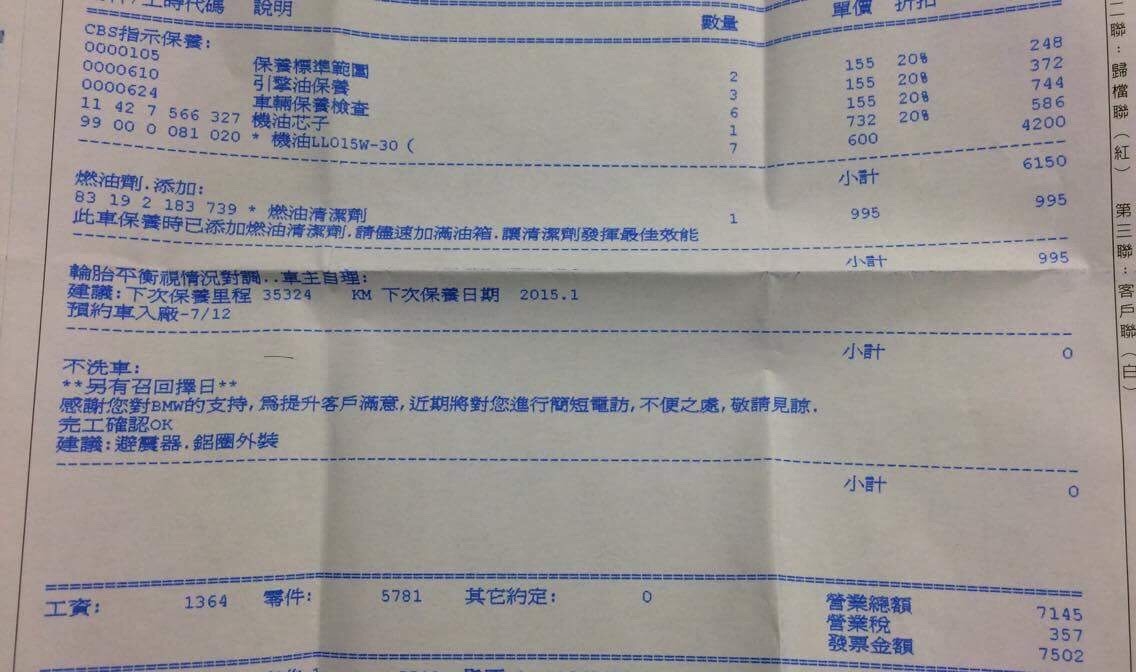 工時代碼 說明 數量 單價 折扣
CBS指示保養:
0000105 保養標準範圍 2 155 20% 248
0000610 引擎油保養 3 155 20% 372
0000624 車輛保養檢查 6 155 20% 744
11 42 7 566 327 機油芯子 1 732 20% 586
99 00 0 081 020 * 機油LL015W-30 ( 7 600 4200
小計 6150
燃油劑.添加:
83 19 2 183 739 * 燃油清潔劑 1 995 995
此車保養時已添加燃油清潔劑.請儘速加滿油箱.讓清潔劑發揮最佳效能
小計 995
輪胎平衡視情況對調..車主自理:
建議:下次保養里程 35324 KM 下次保養日期 2015.1
預約車入廠-7/12
小計 0
不洗車:
**另有召回擇日**
感謝您對BMW的支持,為提升客戶滿意,近期將對您進行簡短電訪,不便之處,敬請見諒.
完工確認OK
建議:避震器.鋁圈外裝
小計 0
工資: 1364 零件: 5781 其它約定: 0 營業總額 7145
營業稅 357
發票金額 7502
二聯:歸檔聯(紅) 第三聯:客戶聯(白)